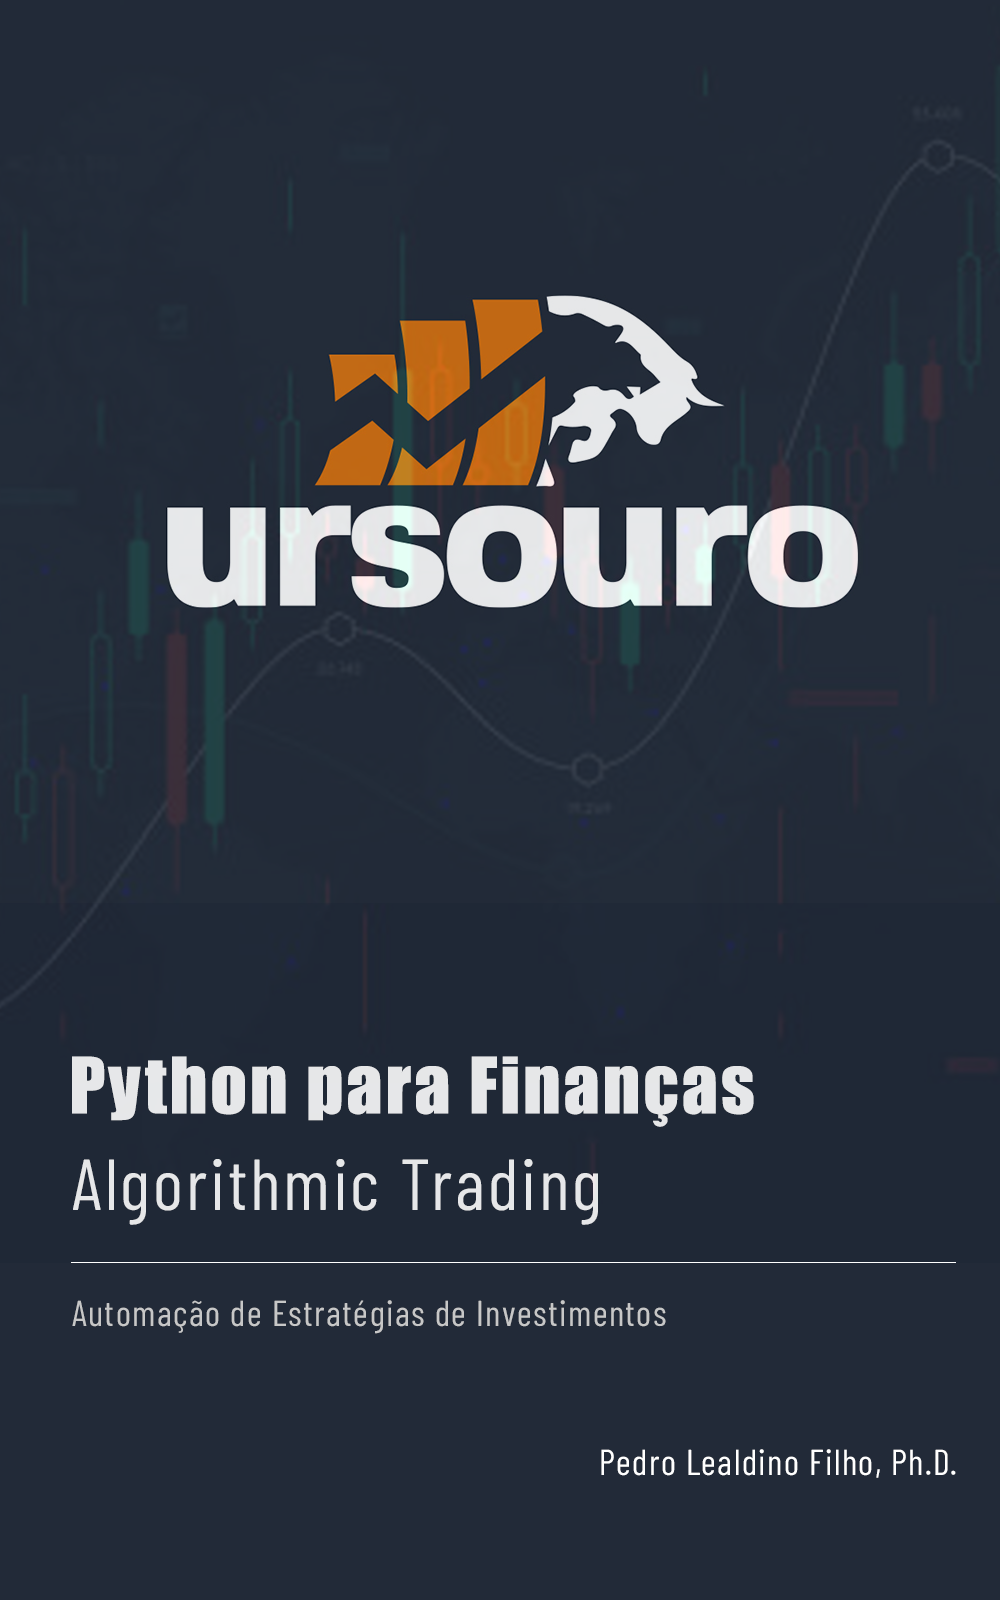 ursouro
Python para Finanças
Algorithmic Trading
Automação de Estratégias de Investimentos
Pedro Lealdino Filho, Ph.D.